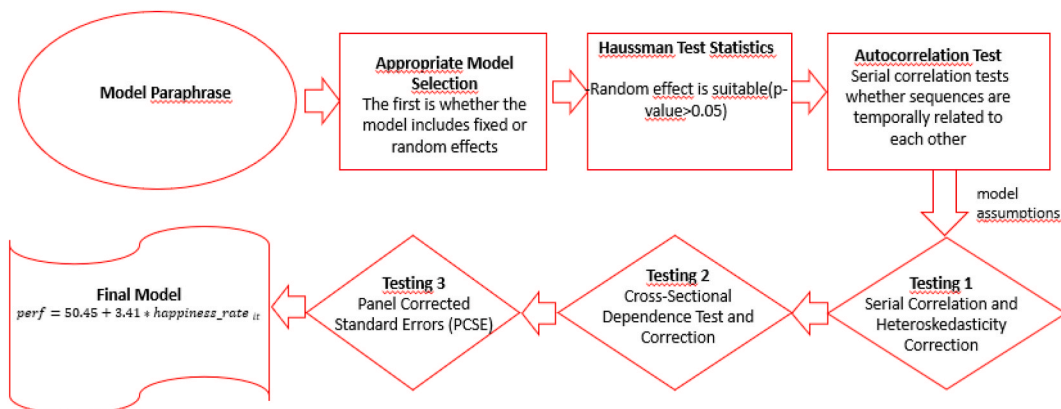 Model Paraphrase
Appropriate Model
Selection
The first is whether the
model includes fixed or
random effects
Haussman Test Statistics
-Random effect is suitable(p-
value>0.05)
Autocorrelation Test
Serial correlation tests
whether sequences are
temporally related to
each other
model
assumptions
Testing 1
Serial Correlation and
Heteroskedasticity
Correction
Testing 2
Cross-Sectional
Dependence Test and
Correction
Testing 3
Panel Corrected
Standard Errors (PCSE)
Final Model
perf = 50.45 + 3.41 * happiness_rate it